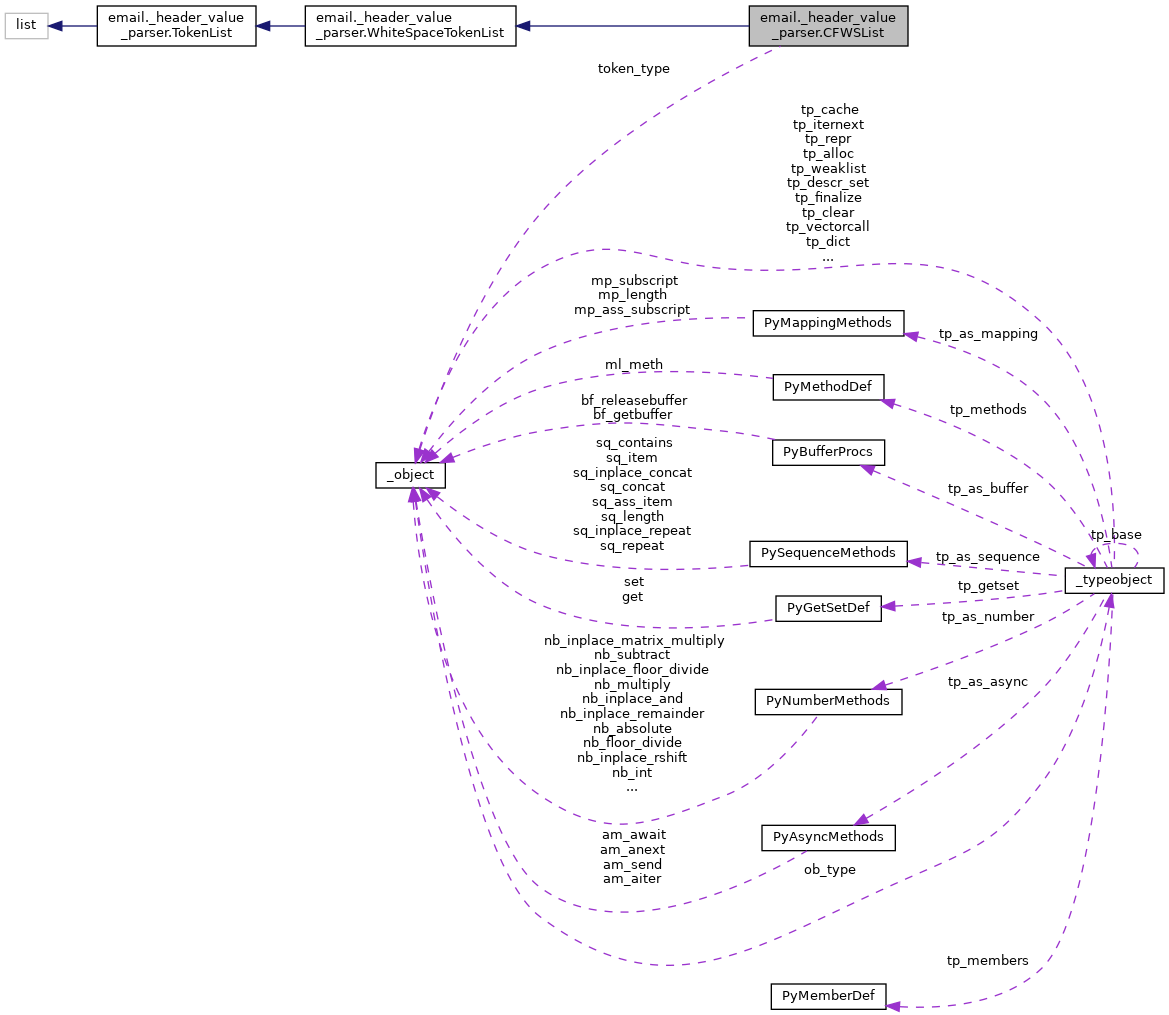 list
email._header_value
_parser.TokenList
email._header_value
_parser.WhiteSpaceTokenList
email._header_value
_parser.CFWSList
token_type
tp_cache
tp_iternext
tp_repr
tp_alloc
tp_weaklist
tp_descr_set
tp_finalize
tp_clear
tp_vectorcall
tp_dict
...
mp_subscript
mp_length
mp_ass_subscript
PyMappingMethods
tp_as_mapping
ml_meth
PyMethodDef
tp_methods
bf_releasebuffer
bf_getbuffer
PyBufferProcs
tp_as_buffer
_object
sq_contains
sq_item
sq_inplace_concat
sq_concat
sq_ass_item
sq_length
sq_inplace_repeat
sq_repeat
PySequenceMethods
tp_as_sequence
tp_base
_typeobject
set
get
PyGetSetDef
tp_getset
tp_as_number
nb_inplace_matrix_multiply
nb_subtract
nb_inplace_floor_divide
nb_multiply
nb_inplace_and
nb_inplace_remainder
nb_absolute
nb_floor_divide
nb_inplace_rshift
nb_int
...
PyNumberMethods
tp_as_async
am_await
am_anext
am_send
am_aiter
PyAsyncMethods
ob_type
tp_members
PyMemberDef